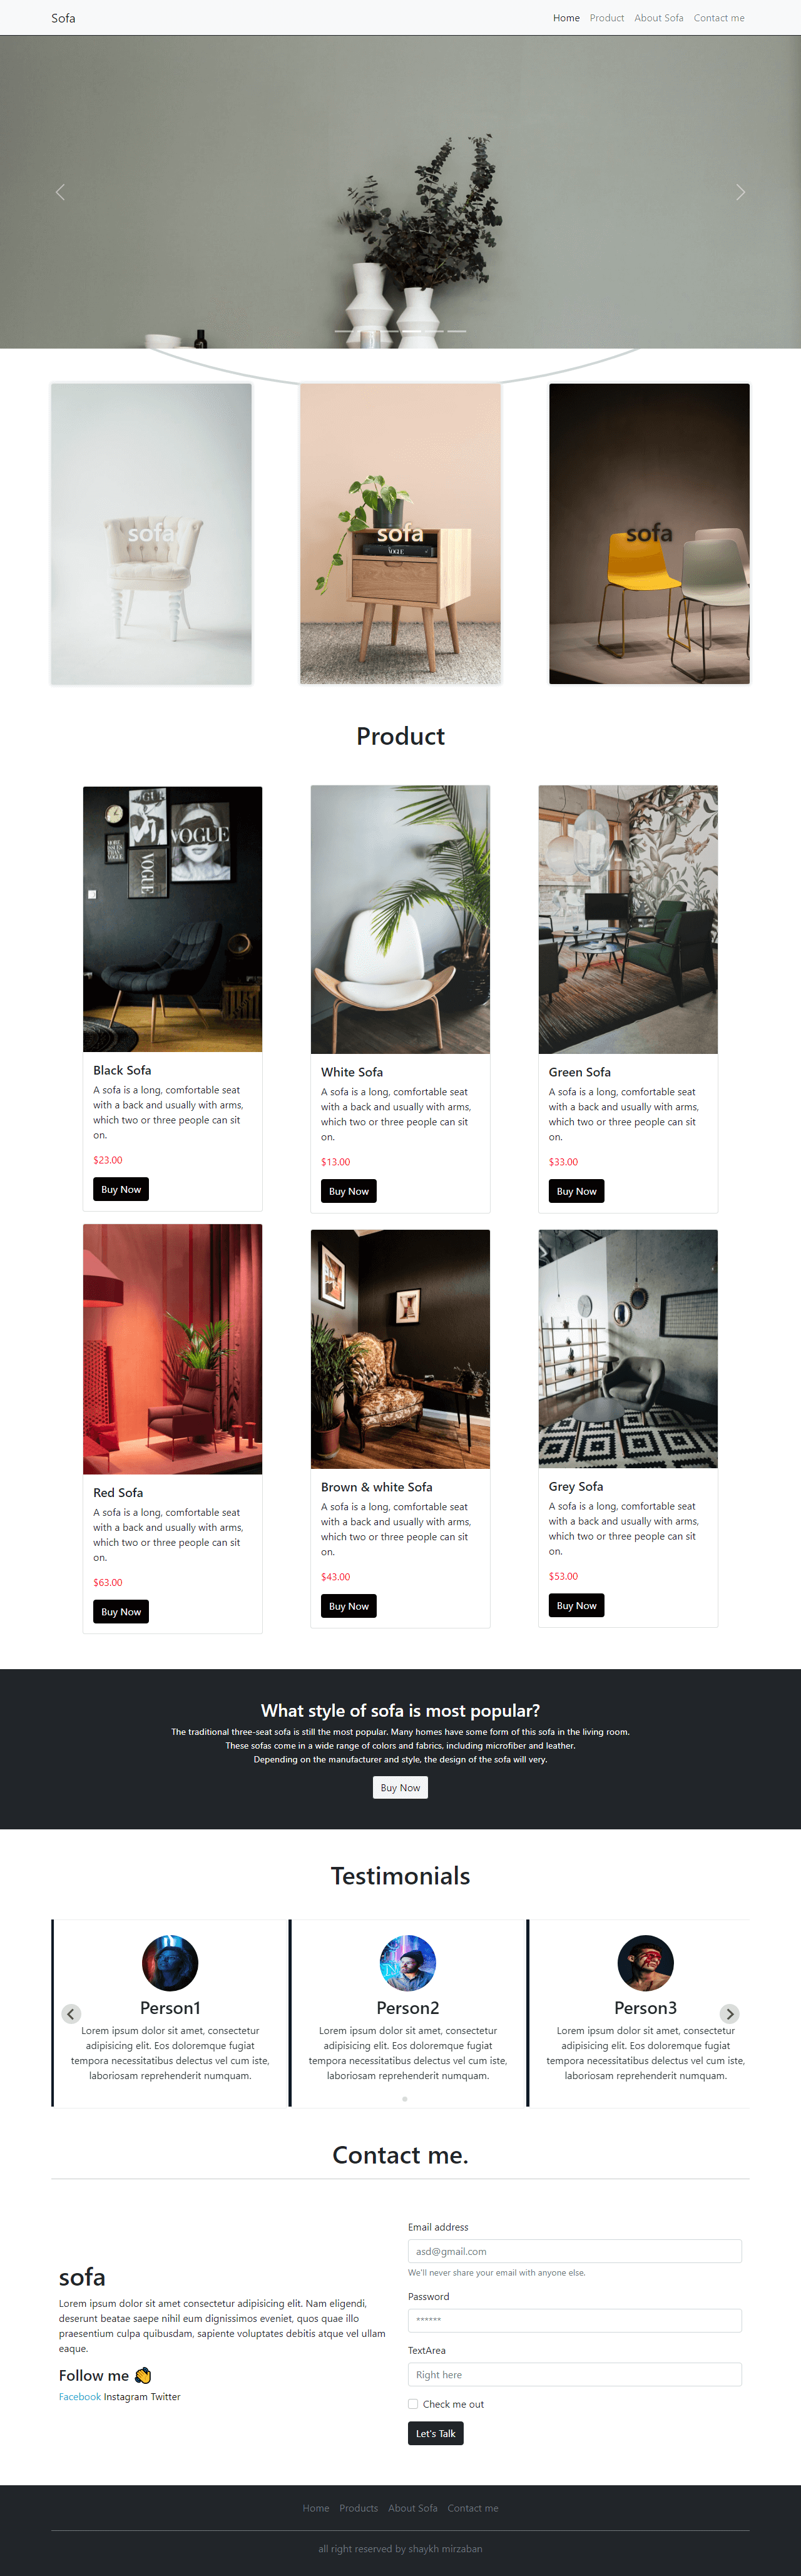 Sofa
Home Product About Sofa Contact me
sofa
sofa
VOGUE
sofa
Product
VOGUE
MORE
ISSUES
THAN
VOGUE
VOGUE
Black Sofa
A sofa is a long, comfortable seat
with a back and usually with arms,
which two or three people can sit
on.
$23.00
Buy Now
White Sofa
A sofa is a long, comfortable seat
with a back and usually with arms,
which two or three people can sit
on.
$13.00
Buy Now
Green Sofa
A sofa is a long, comfortable seat
with a back and usually with arms,
which two or three people can sit
on.
$33.00
Buy Now
Red Sofa
A sofa is a long, comfortable seat
with a back and usually with arms,
which two or three people can sit
on.
$63.00
Buy Now
Brown & white Sofa
A sofa is a long, comfortable seat
with a back and usually with arms,
which two or three people can sit
on.
$43.00
Buy Now
Grey Sofa
A sofa is a long, comfortable seat
with a back and usually with arms,
which two or three people can sit
on.
$53.00
Buy Now
What style of sofa is most popular?
The traditional three-seat sofa is still the most popular. Many homes have some form of this sofa in the living room.
These sofas come in a wide range of colors and fabrics, including microfiber and leather.
Depending on the manufacturer and style, the design of the sofa will very.
Buy Now
Testimonials
Person1
Lorem ipsum dolor sit amet, consectetur
adipisicing elit. Eos doloremque fugiat
tempora necessitatibus delectus vel cum iste,
laboriosam reprehenderit numquam.
Person2
Lorem ipsum dolor sit amet, consectetur
adipisicing elit. Eos doloremque fugiat
tempora necessitatibus delectus vel cum iste,
laboriosam reprehenderit numquam.
Person3
Lorem ipsum dolor sit amet, consectetur
adipisicing elit. Eos doloremque fugiat
tempora necessitatibus delectus vel cum iste,
laboriosam reprehenderit numquam.
Contact me.
sofa
Lorem ipsum dolor sit amet consectetur adipisicing elit. Nam eligendi,
deserunt beatae saepe nihil eum dignissimos eveniet, quos quae illo
praesentium culpa quibusdam, sapiente voluptates debitis atque vel ullam
eaque.
Follow me 👋
Facebook Instagram Twitter
Email address
asd@gmail.com
We'll never share your email with anyone else.
Password
******
TextArea
Right here
Check me out
Let's Talk
Home Products About Sofa Contact me
all right reserved by shaykh mirzaban